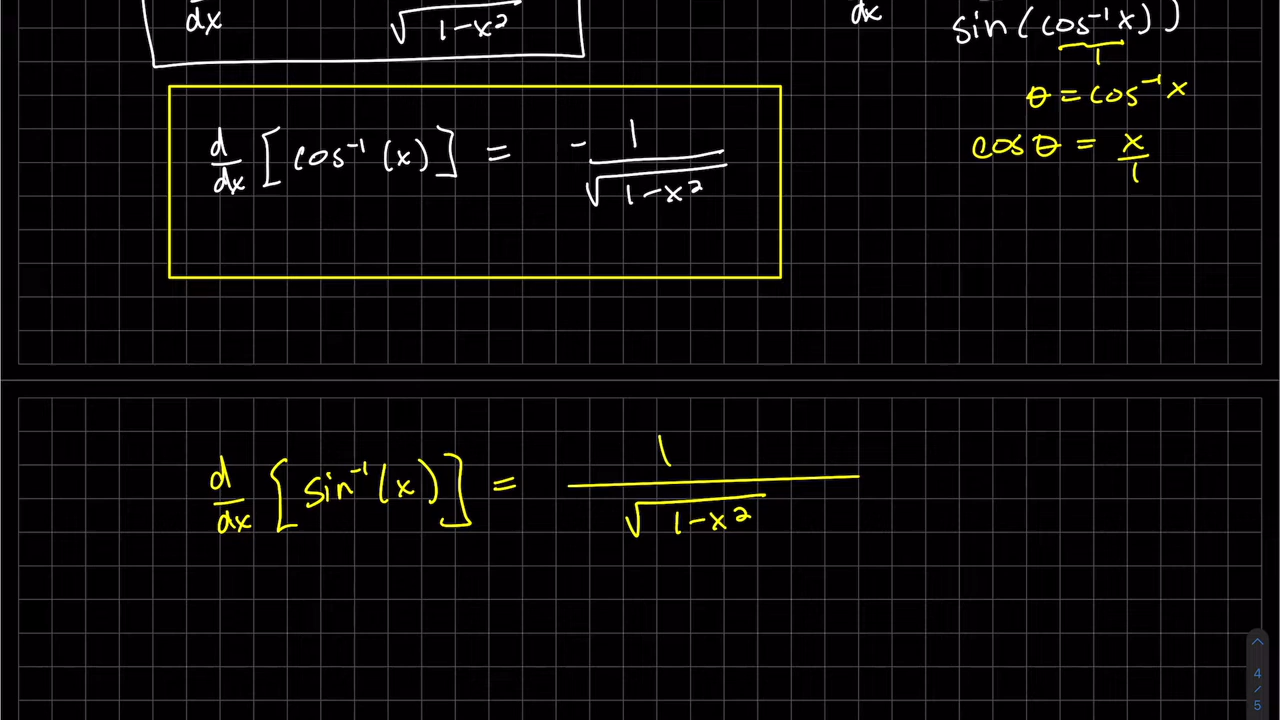 d/dx √(1-x²)
d/dx
sin(cos⁻¹x))
1
θ = cos⁻¹x
cos θ = x/1
d/dx [cos⁻¹(x)] = - 1/√(1-x²)
d/dx [sin⁻¹(x)] = 1/√(1-x²)
4
/
5